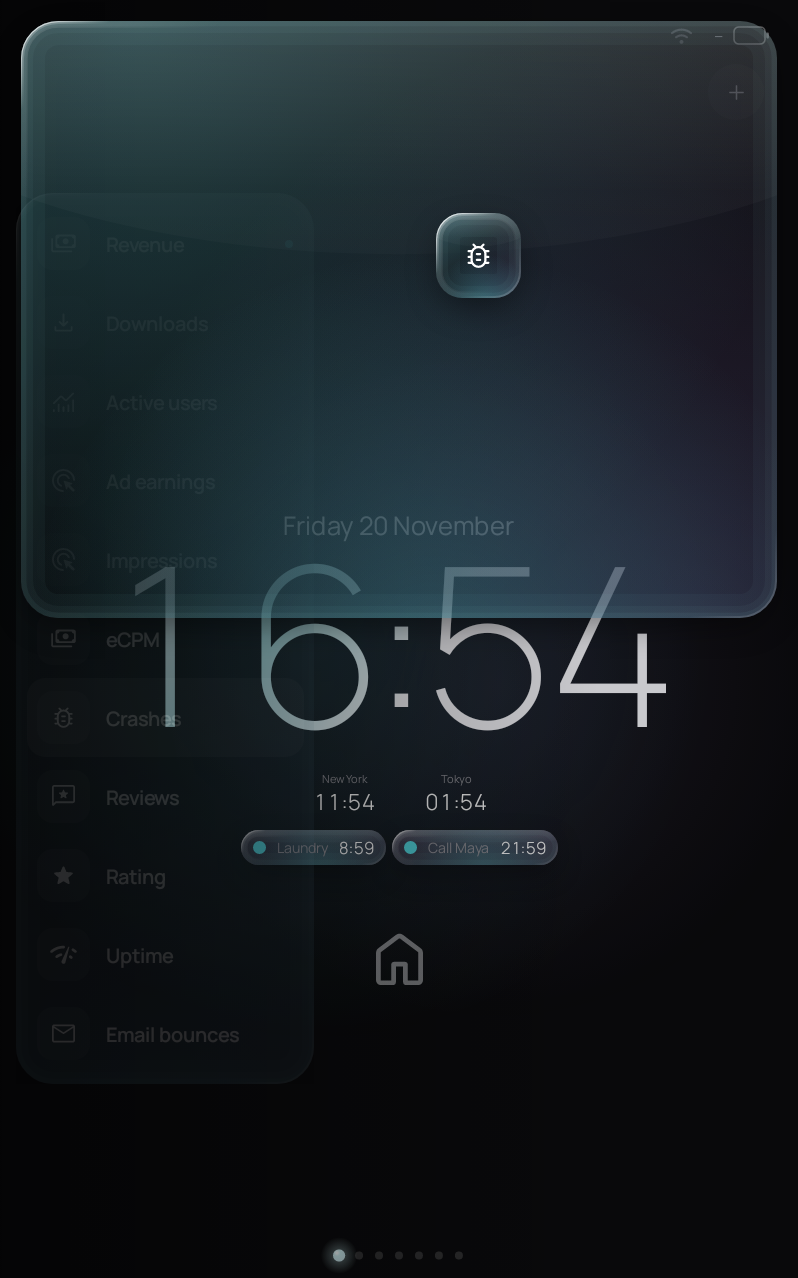 Revenue
Downloads
Active users
Ad earnings
Friday 20 November
Impressions
16:54
eCPM
Crashes
New York
11:54
Tokyo
01:54
Reviews
Laundry 8:59
Call Maya 21:59
Rating
Uptime
Email bounces